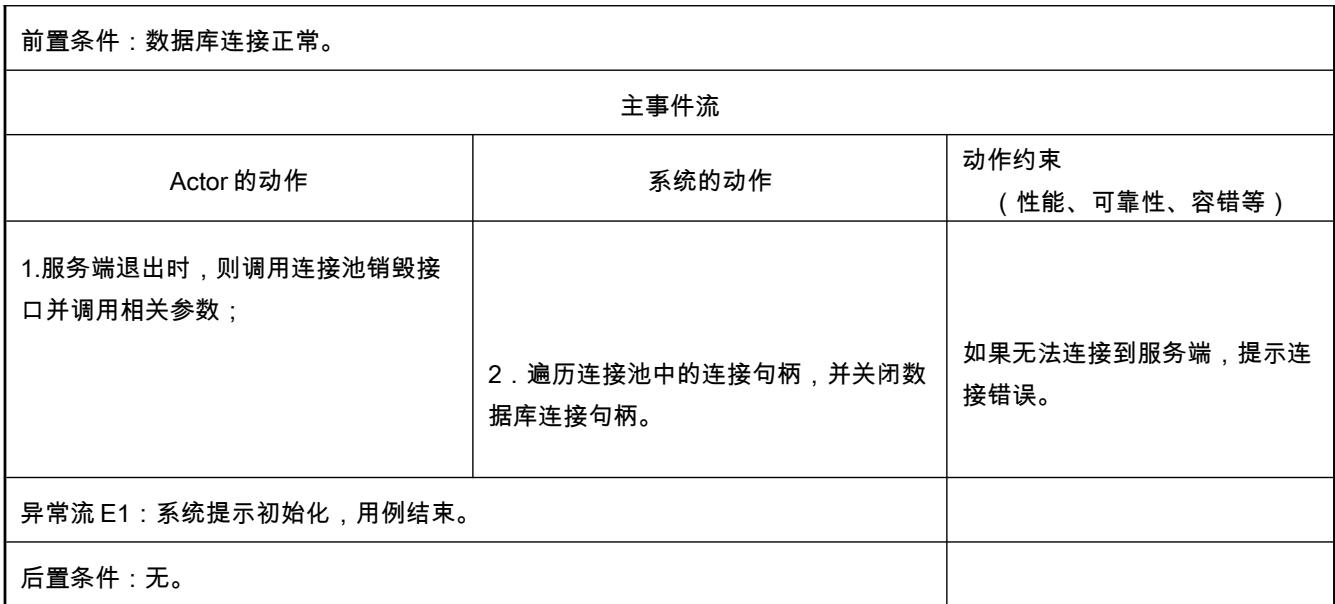 前置条件：数据库连接正常。
主事件流
Actor 的动作
系统的动作
动作约束
（性能、可靠性、容错等）
1.服务端退出时，则调用连接池销毁接
口并调用相关参数；
2．遍历连接池中的连接句柄，并关闭数
据库连接句柄。
如果无法连接到服务端，提示连
接错误。
异常流 E1：系统提示初始化，用例结束。
后置条件：无。